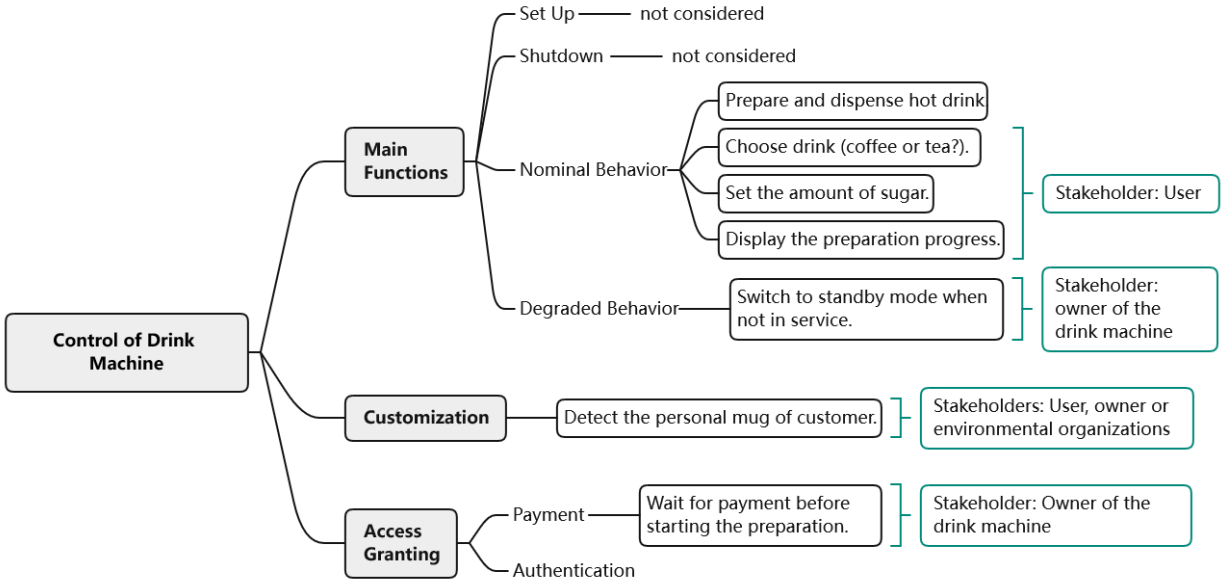 Set Up
not considered
Shutdown
not considered
Prepare and dispense hot drink
Main
Functions
Choose drink (coffee or tea?).
Nominal Behavior
Set the amount of sugar.
Stakeholder: User
Display the preparation progress.
Degraded Behavior
Switch to standby mode when
not in service.
Stakeholder:
owner of the
drink machine
Control of Drink
Machine
Customization
Detect the personal mug of customer.
Stakeholders: User, owner or
environmental organizations
Access
Granting
Payment
Wait for payment before
starting the preparation.
Stakeholder: Owner of the
drink machine
Authentication